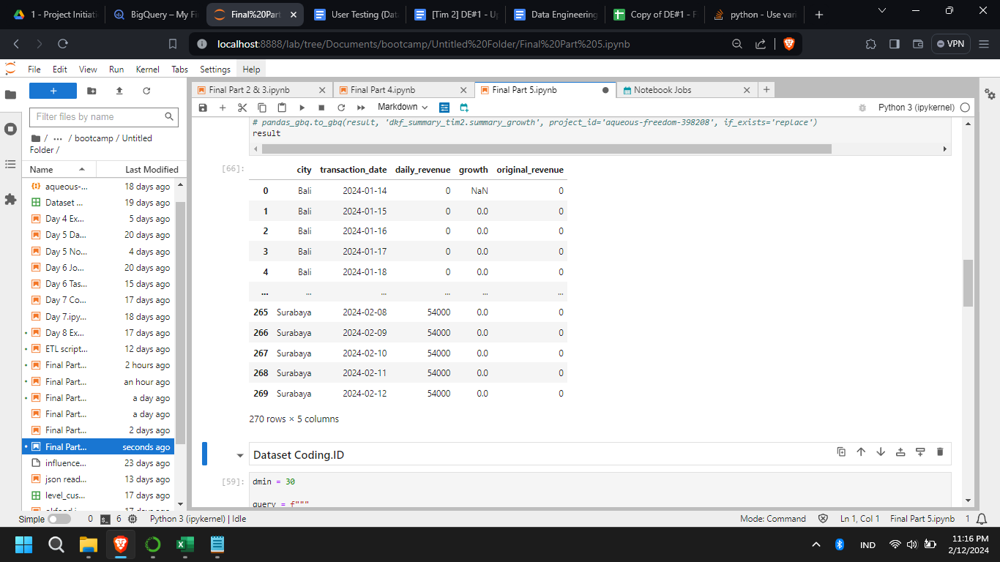 1 - Project Initiati
BigQuery – My Fi
Final%20Part
User Testing (Data
[Tim 2] DE#1 - Up
Data Engineering
Copy of DE#1 - F
python - Use vari
localhost:8888/lab/tree/Documents/bootcamp/Untitled%20Folder/Final%20Part%205.ipynb
VPN
File Edit View Run Kernel Tabs Settings Help
Filter files by name
/ ... / bootcamp / Untitled
Folder /
Name Last Modified
aqueous-... 18 days ago
Dataset ... 19 days ago
Day 4 Ex... 5 days ago
Day 5 Da... 20 days ago
Day 5 No... 4 days ago
Day 6 Jo... 20 days ago
Day 6 Tas... 15 days ago
Day 7 Co... 17 days ago
Day 7.ipy... 18 days ago
Day 8 Ex... 17 days ago
ETL script... 12 days ago
Final Part... 2 hours ago
Final Part... an hour ago
Final Part... a day ago
Final Part... a day ago
Final Part... 2 days ago
Final Part... seconds ago
influence... 23 days ago
json read... 13 days ago
level_cus... 17 days ago
Final Part 2 & 3.ipynb
Final Part 4.ipynb
Final Part 5.ipynb
Notebook Jobs
Markdown
Python 3 (ipykernel)
# pandas_gbq.to_gbq(result, 'dkf_summary_tim2.summary_growth', project_id='aqueous-freedom-398208', if_exists='replace')
result
[66]:
city transaction_date daily_revenue growth original_revenue
0 Bali 2024-01-14 0 NaN 0
1 Bali 2024-01-15 0 0.0 0
2 Bali 2024-01-16 0 0.0 0
3 Bali 2024-01-17 0 0.0 0
4 Bali 2024-01-18 0 0.0 0
... ... ... ... ... ...
265 Surabaya 2024-02-08 54000 0.0 0
266 Surabaya 2024-02-09 54000 0.0 0
267 Surabaya 2024-02-10 54000 0.0 0
268 Surabaya 2024-02-11 54000 0.0 0
269 Surabaya 2024-02-12 54000 0.0 0
270 rows × 5 columns
Dataset Coding.ID
[59]:
dmin = 30
query = f"""
Simple 0 6 Python 3 (ipykernel) | Idle
Mode: Command Ln 1, Col 1 Final Part 5.ipynb 1
IND
11:16 PM
2/12/2024